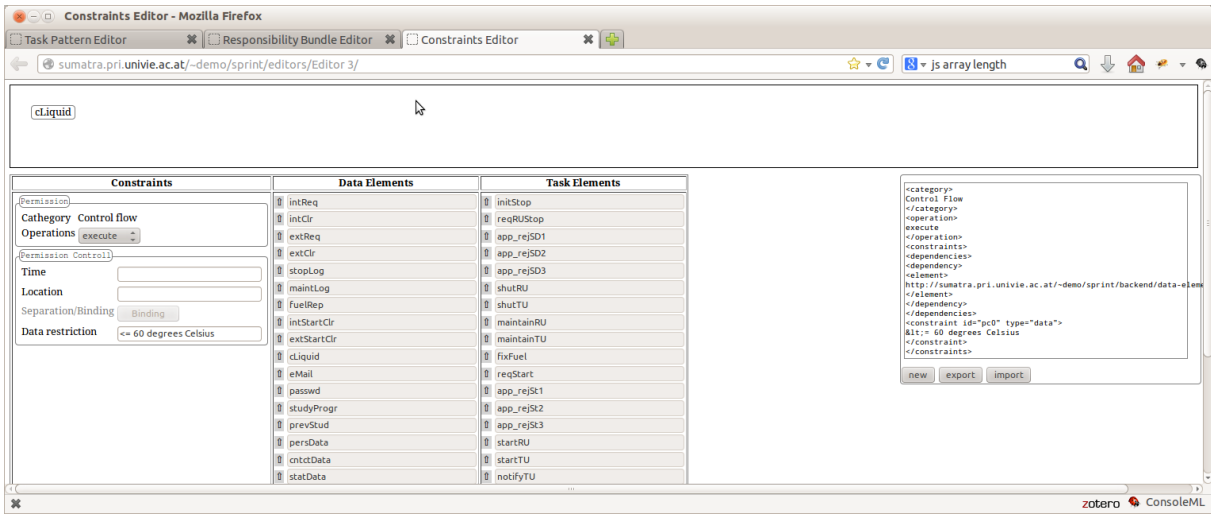 Constraints Editor - Mozilla Firefox
Task Pattern Editor
Responsibility Bundle Editor
Constraints Editor
sumatra.pri.univie.ac.at/~demo/sprint/editors/Editor 3/
js array length
cLiquid
Constraints
Permission
Cathegory Control flow
Operations execute
Permission Controll
Time
Location
Separation/Binding Binding
Data restriction <= 60 degrees Celsius
Data Elements
intReq
intClr
extReq
extClr
stopLog
maintLog
fuelRep
intStartClr
extStartClr
cLiquid
eMail
passwd
studyProgr
prevStud
persData
cntctData
statData
Task Elements
initStop
reqRUStop
app_rejSD1
app_rejSD2
app_rejSD3
shutRU
shutTU
maintainRU
maintainTU
fixFuel
reqStart
app_rejSt1
app_rejSt2
app_rejSt3
startRU
startTU
notifyTU
<category>
Control Flow
</category>
<operation>
execute
</operation>
<constraints>
<dependencies>
<dependency>
<element>
http://sumatra.pri.univie.ac.at/~demo/sprint/backend/data-eleme
</element>
</dependency>
</dependencies>
<constraint id="pc0" type="data">
&lt;= 60 degrees Celsius
</constraint>
</constraints>
new export import
zotero ConsoleML